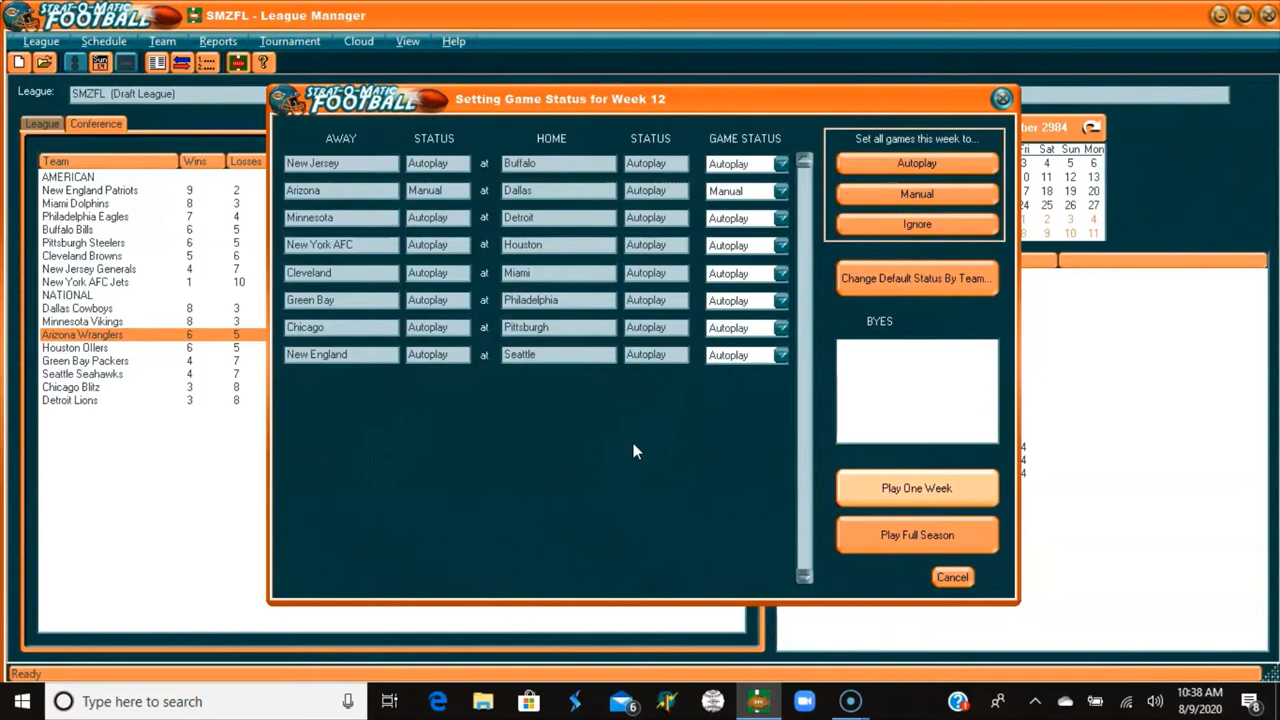 STRAT-O-MATIC FOOTBALL SMZFL - League Manager
League Schedule Team Reports Tournament Cloud View Help
League: SMZFL (Draft League)
League Conference
Team Wins Losses
AMERICAN
New England Patriots 9 2
Miami Dolphins 8 3
Philadelphia Eagles 7 4
Buffalo Bills 6 5
Pittsburgh Steelers 6 5
Cleveland Browns 5 6
New Jersey Generals 4 7
New York AFC Jets 1 10
NATIONAL
Dallas Cowboys 8 3
Minnesota Vikings 8 3
Arizona Wranglers 6 5
Houston Oilers 6 5
Green Bay Packers 4 7
Seattle Seahawks 4 7
Chicago Blitz 3 8
Detroit Lions 3 8
STRAT-O-MATIC FOOTBALL Setting Game Status for Week 12
AWAY STATUS HOME STATUS GAME STATUS
New Jersey Autoplay at Buffalo Autoplay Autoplay
Arizona Manual at Dallas Autoplay Manual
Minnesota Autoplay at Detroit Autoplay Autoplay
New York AFC Autoplay at Houston Autoplay Autoplay
Cleveland Autoplay at Miami Autoplay Autoplay
Green Bay Autoplay at Philadelphia Autoplay Autoplay
Chicago Autoplay at Pittsburgh Autoplay Autoplay
New England Autoplay at Seattle Autoplay Autoplay
Set all games this week to...
Autoplay
Manual
Ignore
Change Default Status By Team...
BYES
Play One Week
Play Full Season
Cancel
ber 2984
Fri Sat Sun Mon
3 4 5 6
10 11 12 13
17 18 19 20
24 25 26 27
1 2 3 4
8 9 10 11
4
4
4
Ready
Type here to search
6
10:38 AM
8/9/2020
8